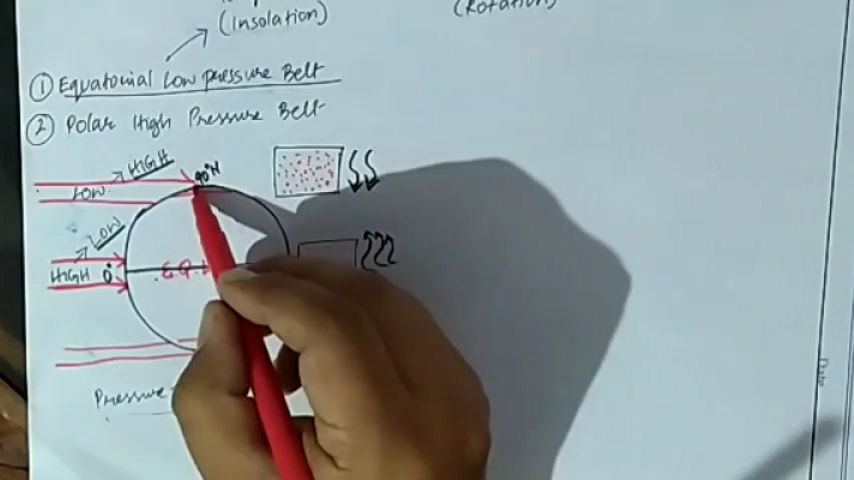 (Insolation)
(Rotation)
① Equatorial Low pressure Belt
② Polar High Pressure Belt
HIGH
90°N
LOW
LOW
HIGH 0°
E.Q.
Pressure
Date